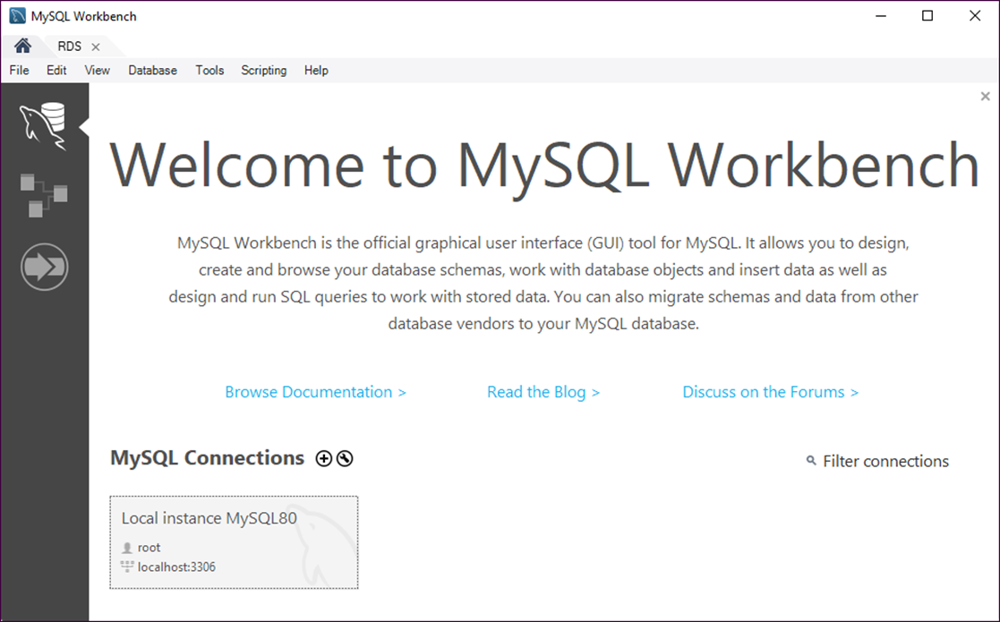 MySQL Workbench
RDS
File Edit View Database Tools Scripting Help
Welcome to MySQL Workbench
MySQL Workbench is the official graphical user interface (GUI) tool for MySQL. It allows you to design,
create and browse your database schemas, work with database objects and insert data as well as
design and run SQL queries to work with stored data. You can also migrate schemas and data from other
database vendors to your MySQL database.
Browse Documentation > Read the Blog > Discuss on the Forums >
MySQL Connections
Filter connections
Local instance MySQL80
root
localhost:3306